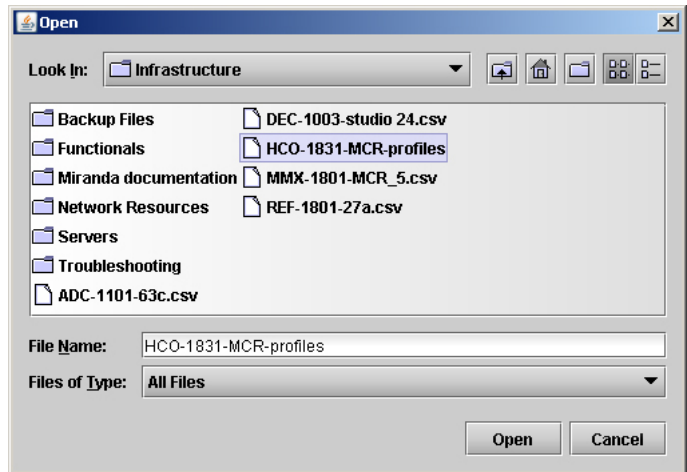 Open
Look In: Infrastructure
Backup Files
Functionals
Miranda documentation
Network Resources
Servers
Troubleshooting
ADC-1101-63c.csv
DEC-1003-studio 24.csv
HCO-1831-MCR-profiles
MMX-1801-MCR_5.csv
REF-1801-27a.csv
File Name: HCO-1831-MCR-profiles
Files of Type: All Files
Open Cancel